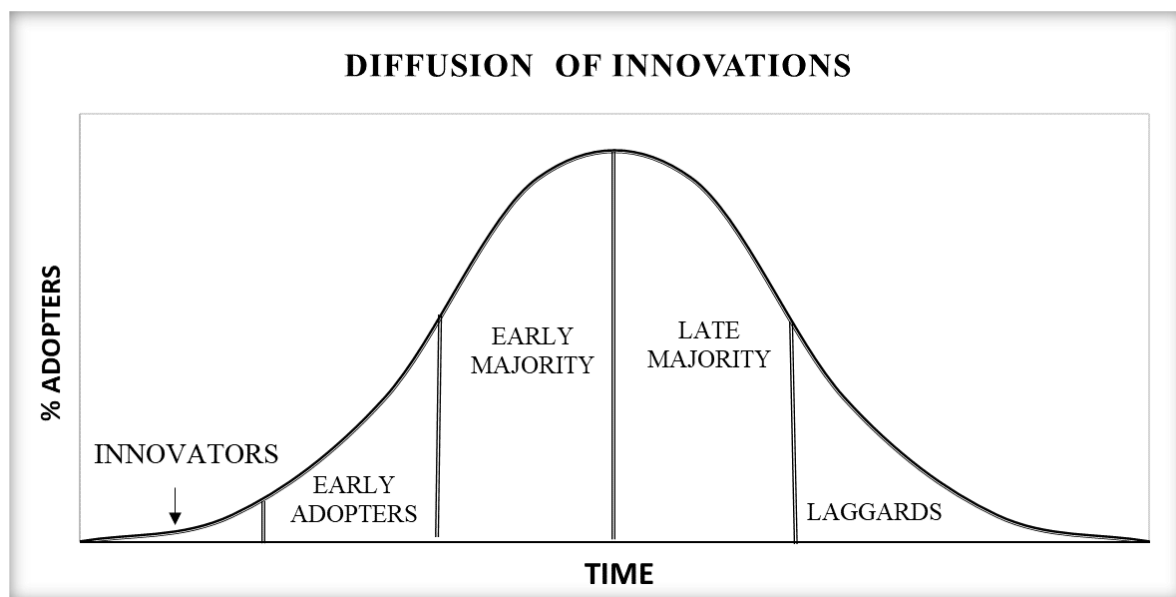 DIFFUSION OF INNOVATIONS
% ADOPTERS
INNOVATORS
EARLY
ADOPTERS
EARLY
MAJORITY
LATE
MAJORITY
LAGGARDS
TIME